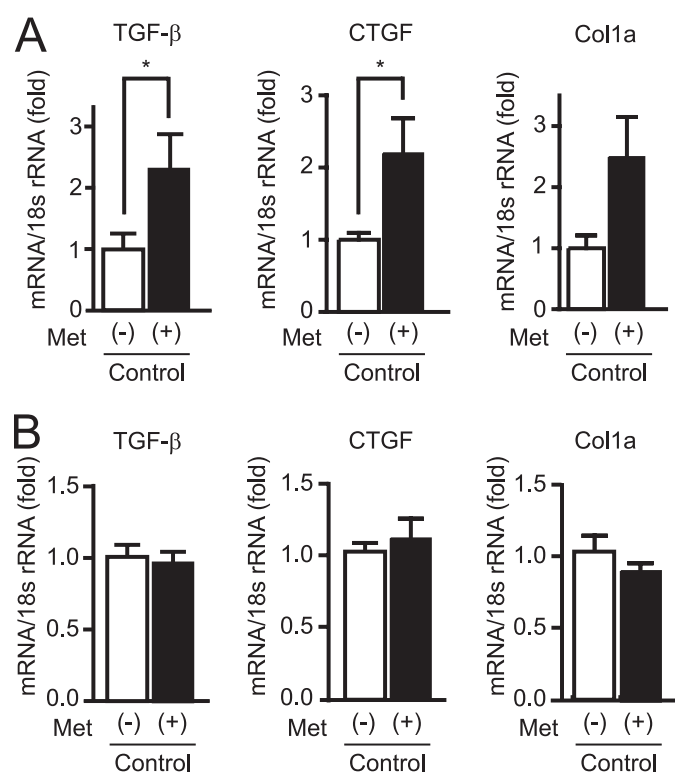 A
TGF-β CTGF Col1a
* *
mRNA/18s rRNA (fold) mRNA/18s rRNA (fold) mRNA/18s rRNA (fold)
3 3 3
2 2 2
1 1 1
0 0 0
Met (-) (+) Met (-) (+) Met (-) (+)
Control Control Control
B
TGF-β CTGF Col1a
mRNA/18s rRNA (fold) mRNA/18s rRNA (fold) mRNA/18s rRNA (fold)
1.5 1.5 1.5
1.0 1.0 1.0
0.5 0.5 0.5
0.0 0.0 0.0
Met (-) (+) Met (-) (+) Met (-) (+)
Control Control Control